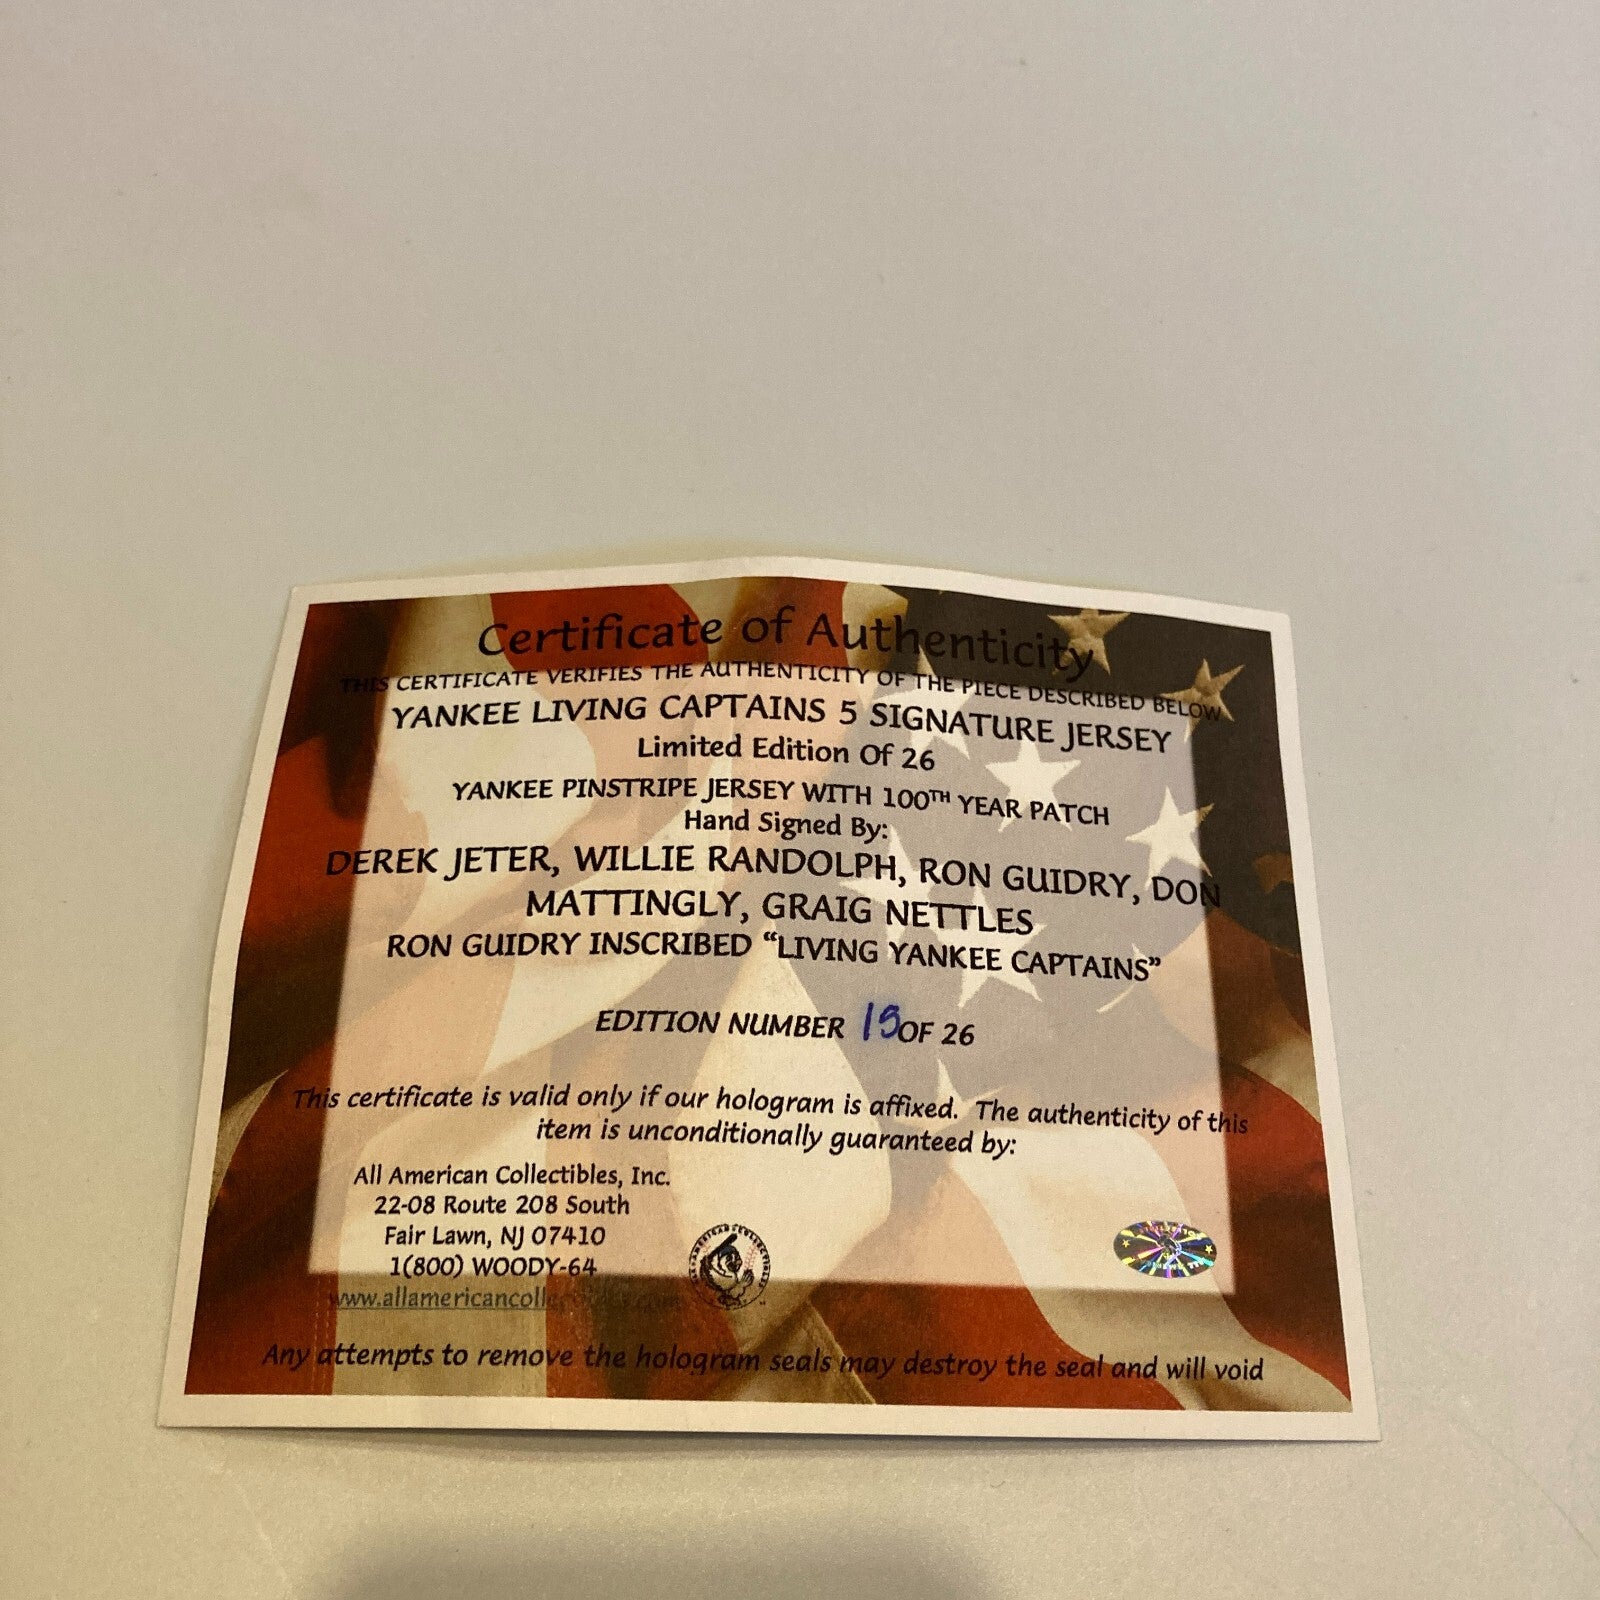 Certificate of Authenticity
THIS CERTIFICATE VERIFIES THE AUTHENTICITY OF THE PIECE DESCRIBED BELOW
YANKEE LIVING CAPTAINS 5 SIGNATURE JERSEY
Limited Edition Of 26
YANKEE PINSTRIPE JERSEY WITH 100TH YEAR PATCH
Hand Signed By:
DEREK JETER, WILLIE RANDOLPH, RON GUIDRY, DON
MATTINGLY, GRAIG NETTLES
RON GUIDRY INSCRIBED “LIVING YANKEE CAPTAINS”
EDITION NUMBER 19 OF 26
This certificate is valid only if our hologram is affixed. The authenticity of this
item is unconditionally guaranteed by:
All American Collectibles, Inc.
22-08 Route 208 South
Fair Lawn, NJ 07410
1(800) WOODY-64
www.allamericancollectibles.com
Any attempts to remove the hologram seals may destroy the seal and will void